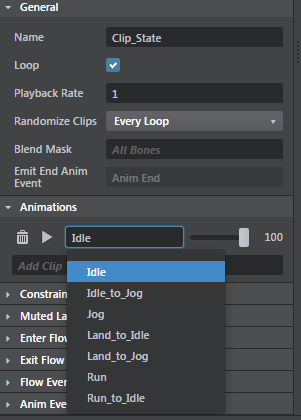 General
Name Clip_State
Loop
Playback Rate 1
Randomize Clips Every Loop
Blend Mask All Bones
Emit End Anim
Event Anim End
Animations
Idle 100
Add Clip
Idle
Constrain
Idle_to_Jog
Muted La
Jog
Enter Flow
Land_to_Idle
Exit Flow
Land_to_Jog
Flow Even
Run
Anim Eve
Run_to_Idle